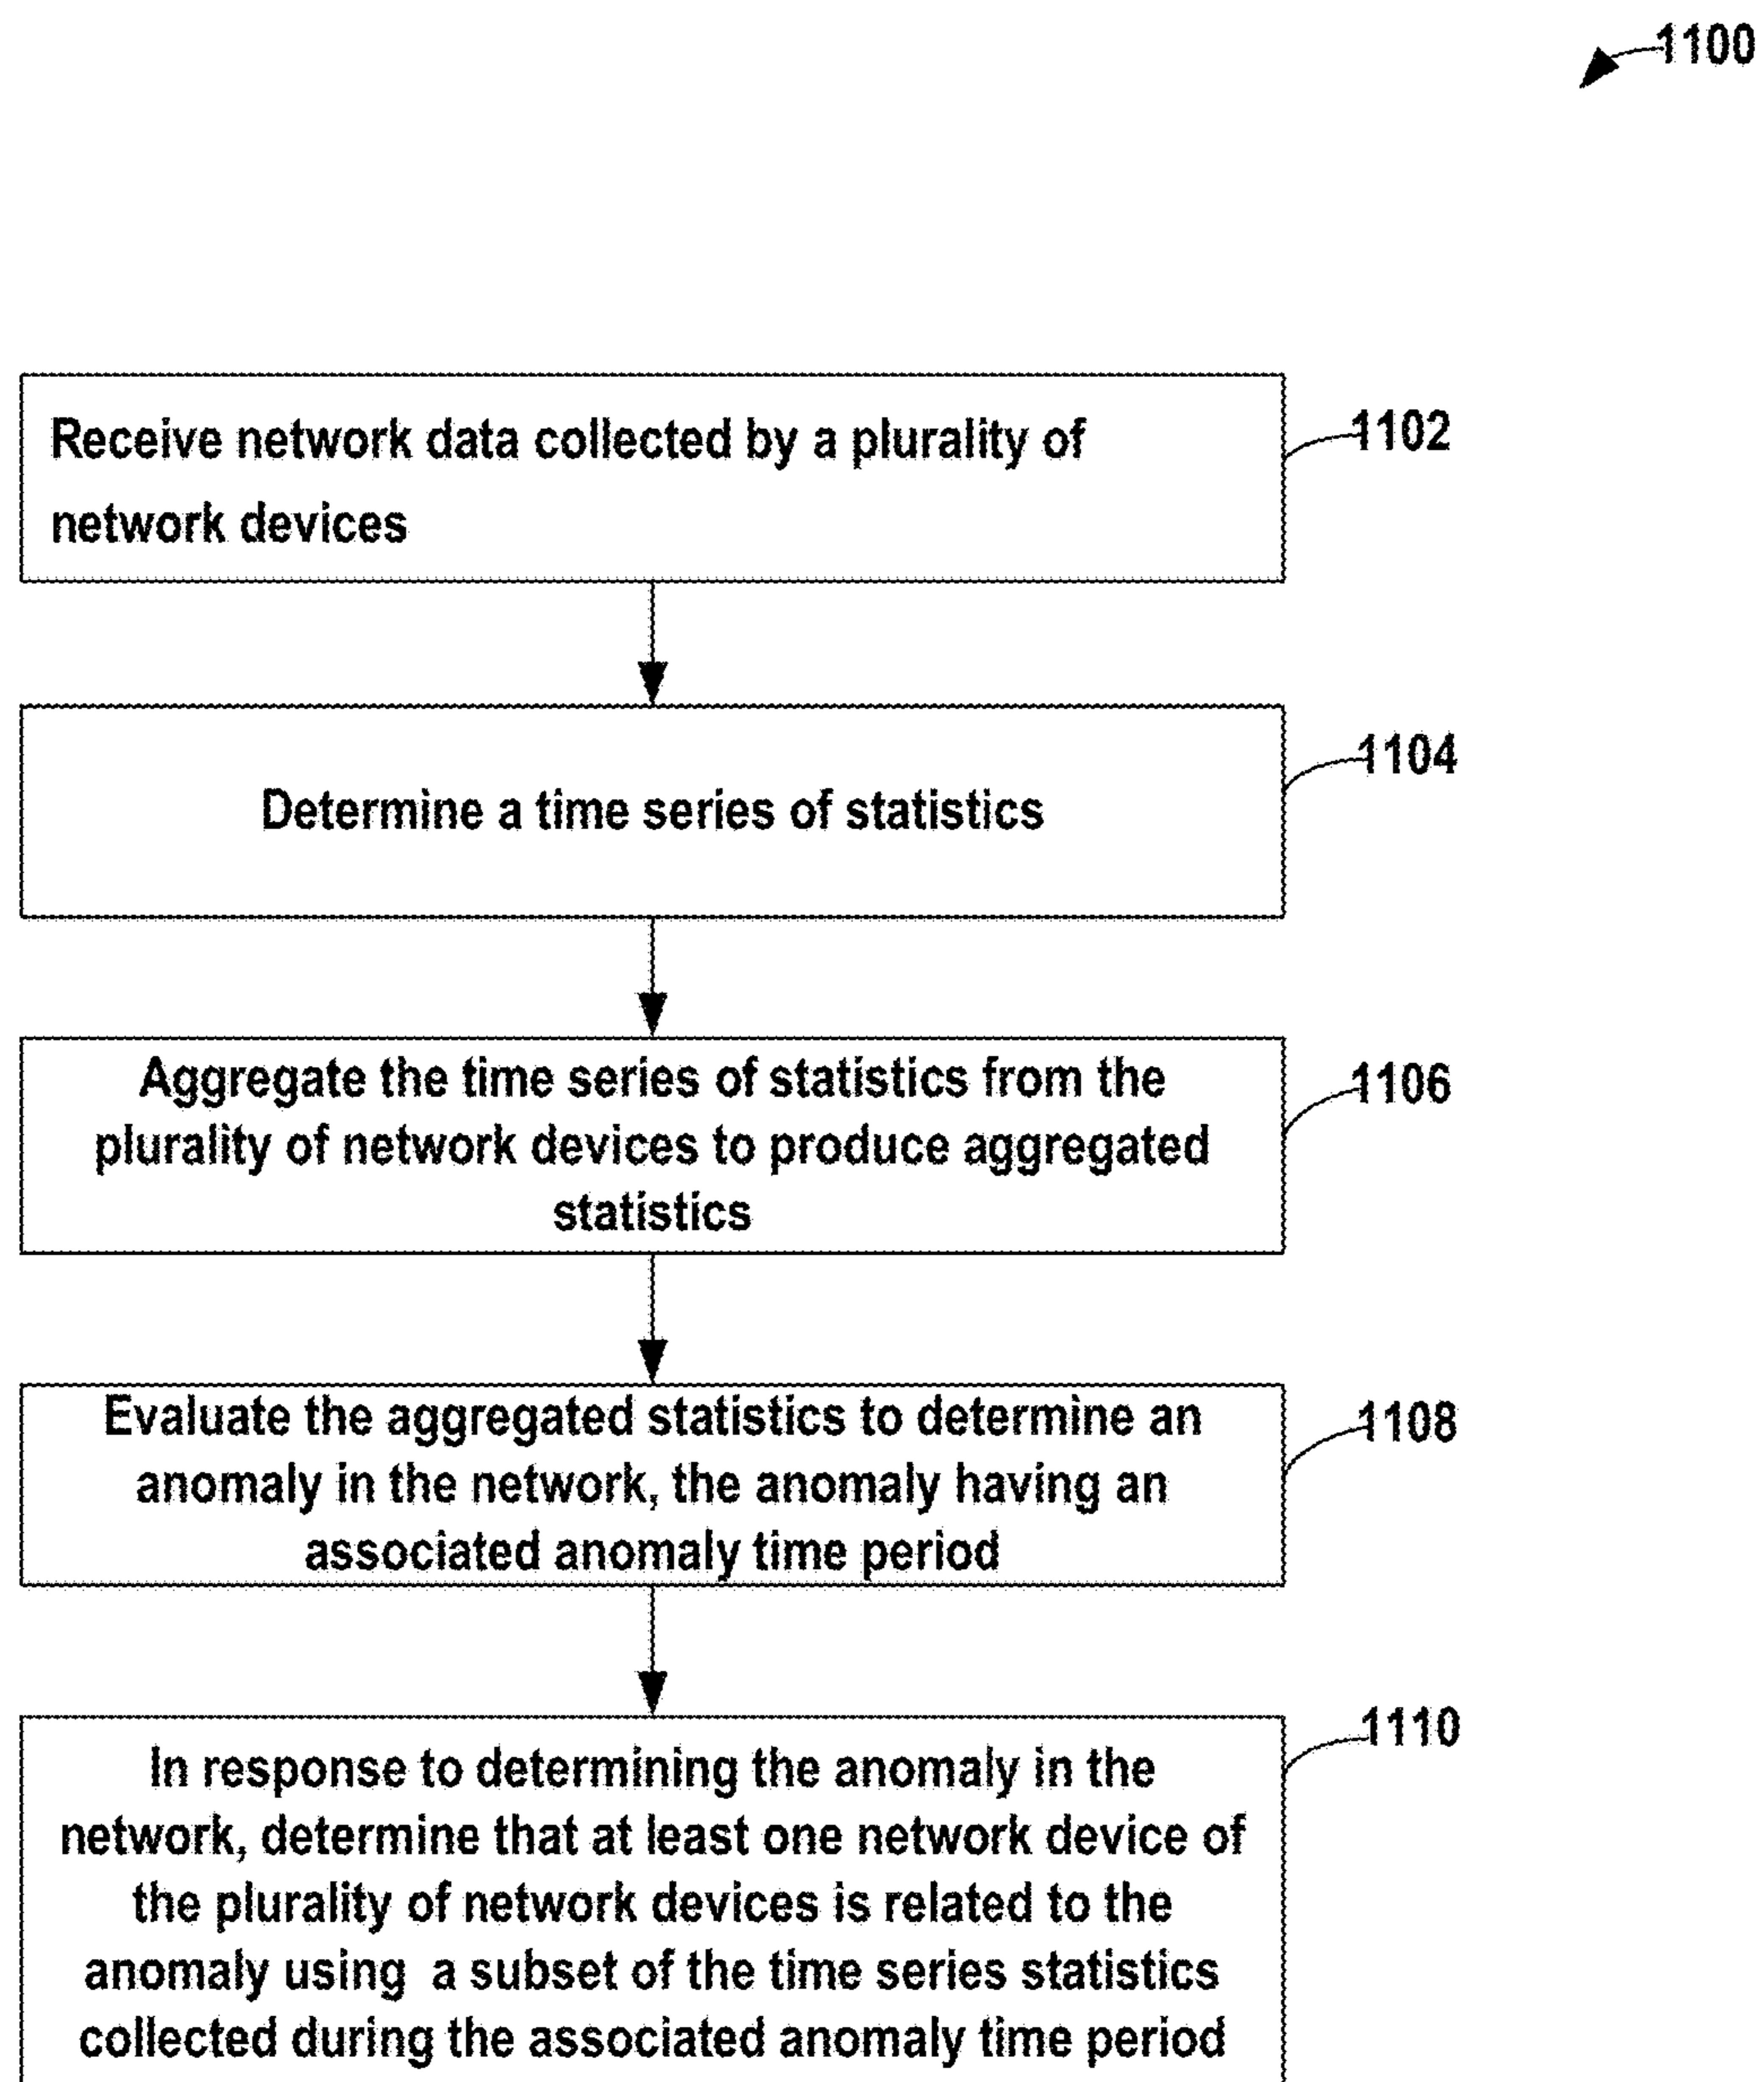 1100
Receive network data collected by a plurality of
1102
network devices
1104
Determine a time series of statistics
Aggregate the time series of statistics from the
1106
plurality of network devices to produce aggregated
statistics
Evaluate the aggregated statistics to determine an
1108
anomaly in the network, the anomaly having an
associated anomaly time period
1110
In response to determining the anomaly in the
network, determine that at least one network device of
the plurality of network devices is related to the
anomaly using a subset of the time series statistics
collected during the associated anomaly time period